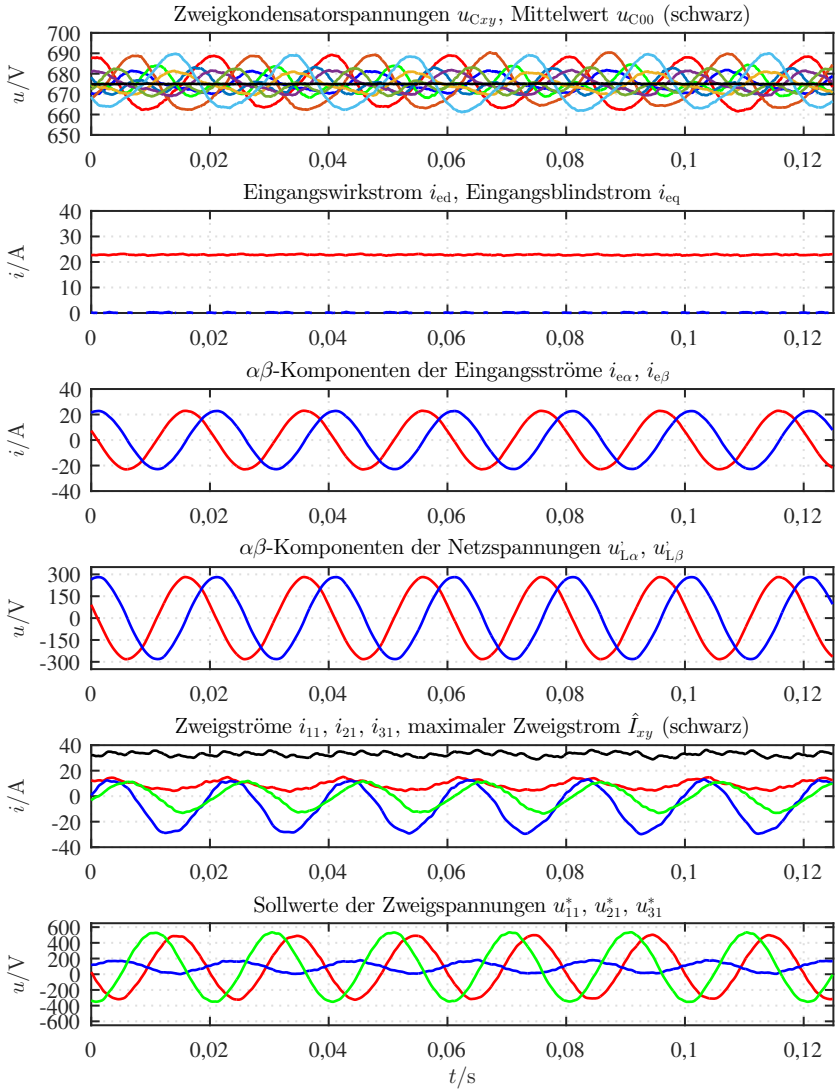 Zweigkondensatorspannungen u_Cxy, Mittelwert u_C00 (schwarz)
u/V
700
690
680
670
660
650
0 0,02 0,04 0,06 0,08 0,1 0,12
Eingangswirkstrom i_ed, Eingangsblindstrom i_eq
i/A
40
30
20
10
0
0 0,02 0,04 0,06 0,08 0,1 0,12
αβ-Komponenten der Eingangsströme i_eα, i_eβ
i/A
40
20
0
-20
-40
0 0,02 0,04 0,06 0,08 0,1 0,12
αβ-Komponenten der Netzspannungen u'_Lα, u'_Lβ
u/V
300
150
0
-150
-300
0 0,02 0,04 0,06 0,08 0,1 0,12
Zweigströme i_11, i_21, i_31, maximaler Zweigstrom Î_xy (schwarz)
i/A
40
20
0
-20
-40
0 0,02 0,04 0,06 0,08 0,1 0,12
Sollwerte der Zweigspannungen u*_11, u*_21, u*_31
u/V
600
400
200
0
-200
-400
-600
0 0,02 0,04 0,06 0,08 0,1 0,12
t/s